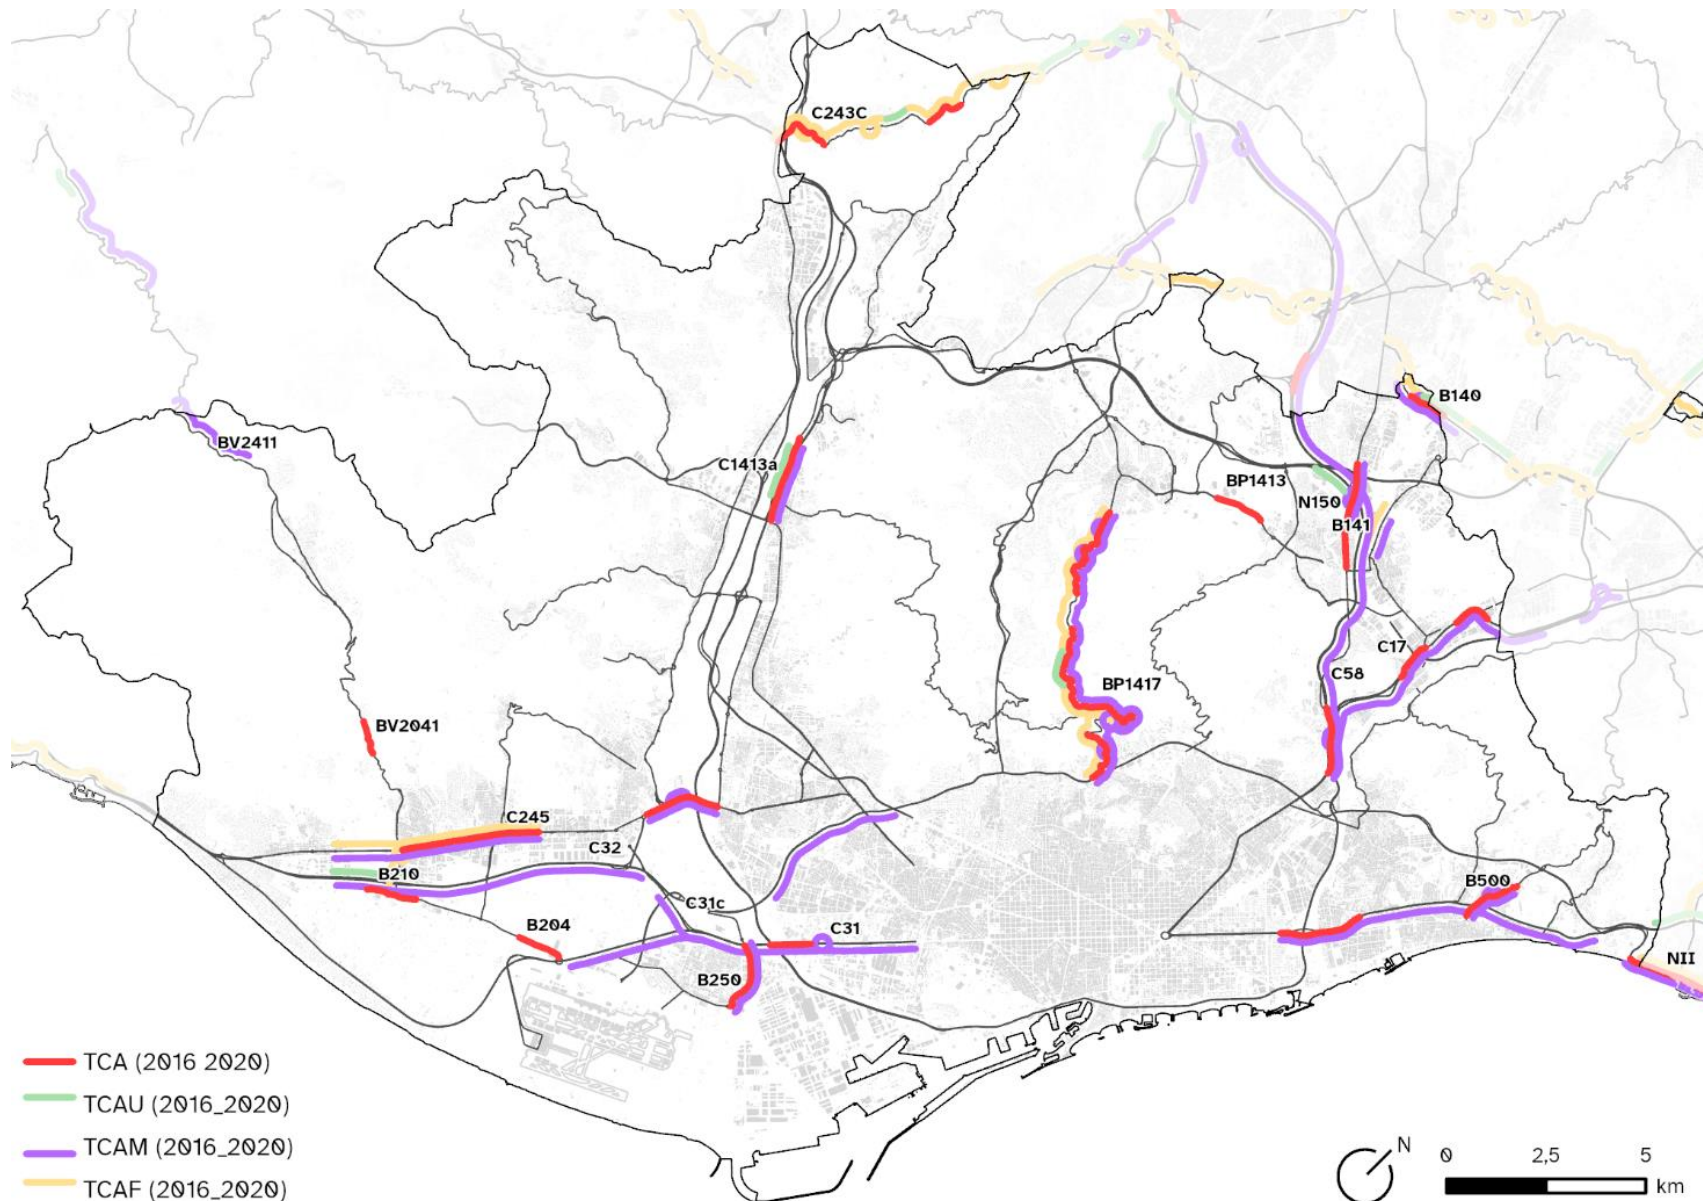 C243C
B140
BV2411
C1413a
BP1413
N150
B141
C17
C58
BP1417
BV2041
C245
C32
B210
B500
C31c
B204
C31
B250
NII
TCA (2016 2020)
TCAU (2016_2020)
TCAM (2016_2020)
TCAF (2016_2020)
N
0 2,5 5
km